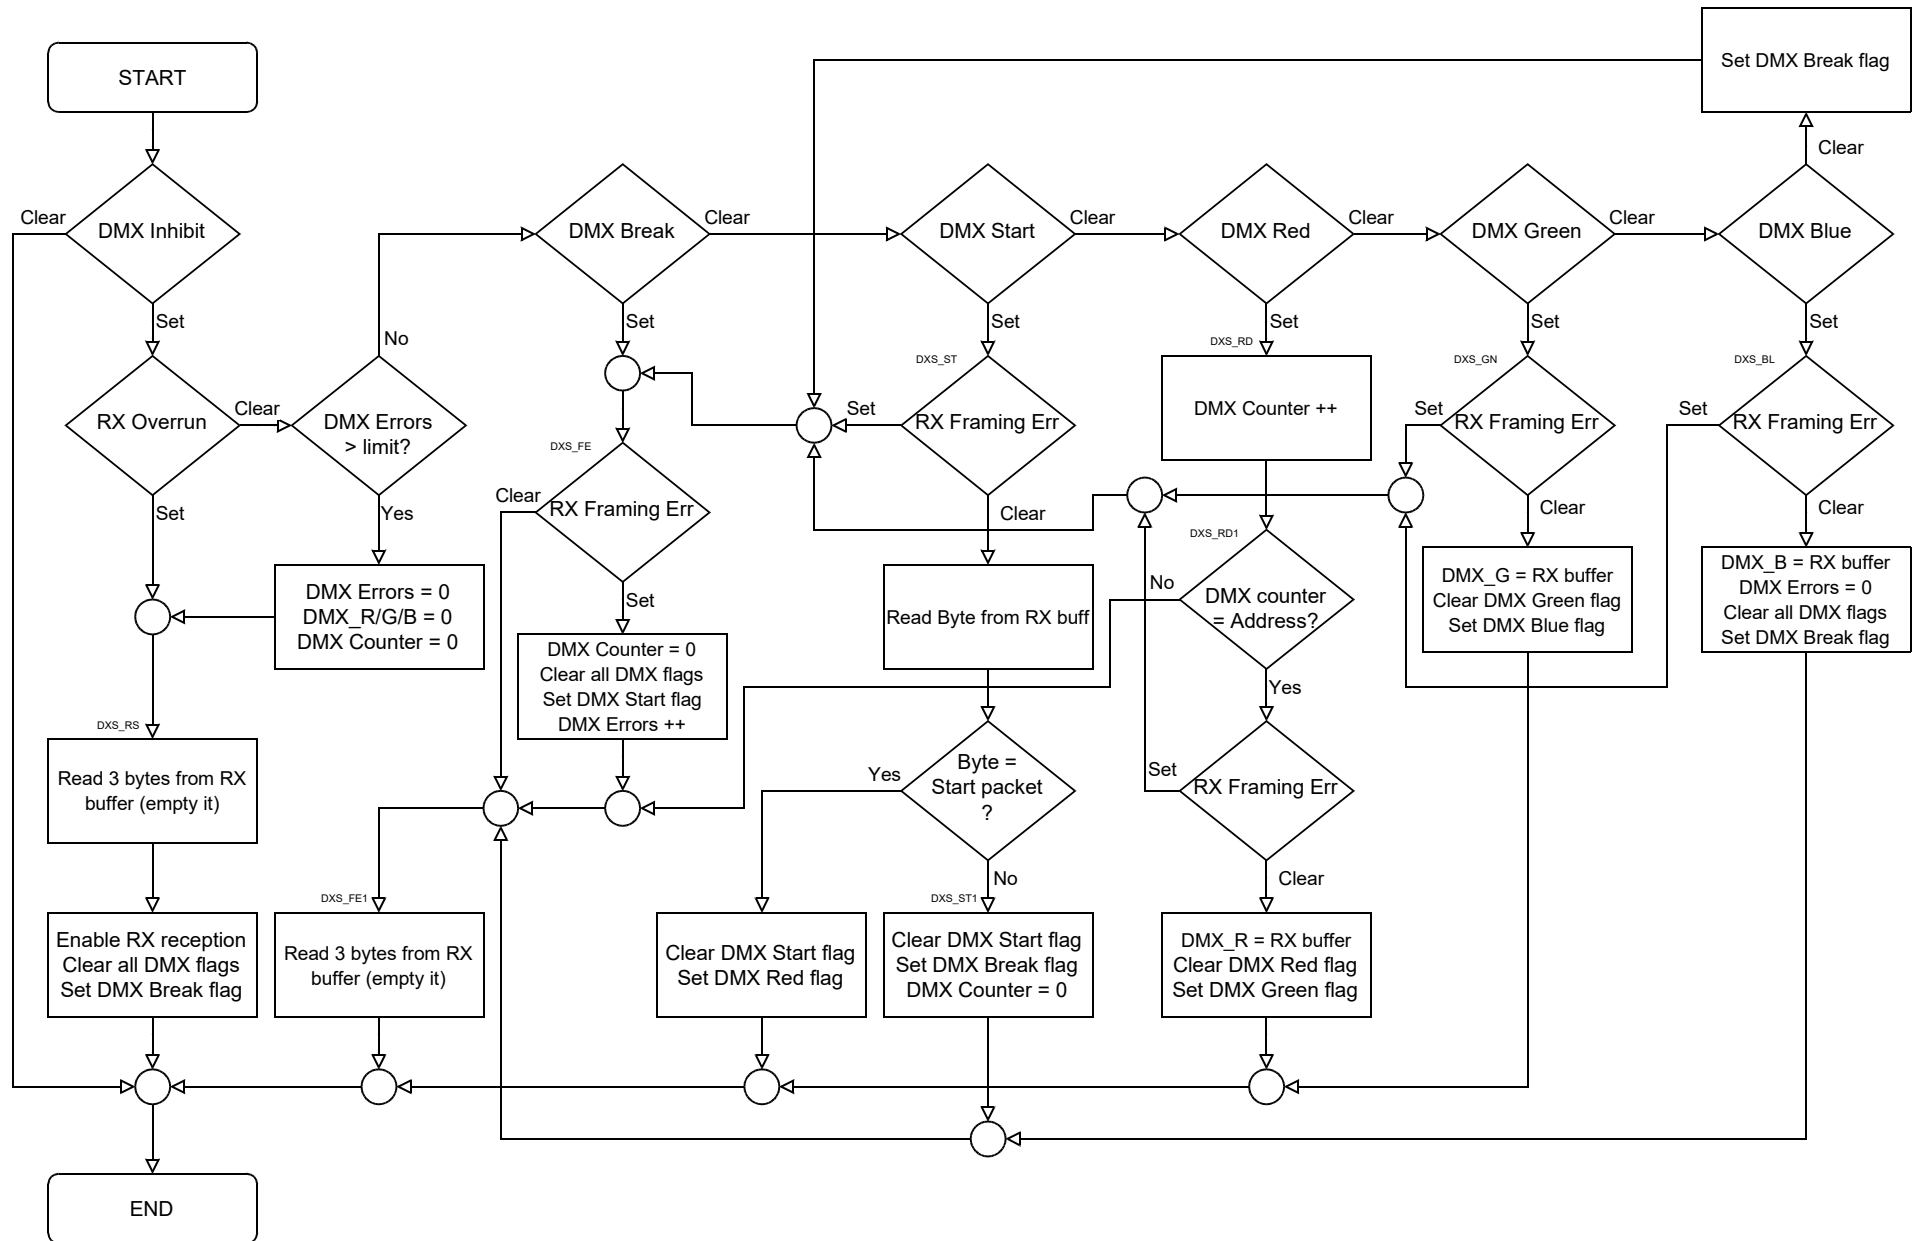 START
Set DMX Break flag
Clear
DMX Inhibit
Clear
DMX Break
Clear
DMX Start
Clear
DMX Red
Clear
DMX Green
Clear
DMX Blue
Clear
Set
Set
Set
Set
Set
Set
No
DXS_ST
DXS_RD
DXS_GN
DXS_BL
RX Overrun
Clear
DMX Errors
> limit?
Set
RX Framing Err
DMX Counter ++
Set
RX Framing Err
Set
RX Framing Err
DXS_FE
Set
Yes
Clear
RX Framing Err
Clear
Clear
Clear
DXS_RD1
DMX Errors = 0
DMX_R/G/B = 0
DMX Counter = 0
Set
Read Byte from RX buff
No
DMX counter
= Address?
DMX_G = RX buffer
Clear DMX Green flag
Set DMX Blue flag
DMX_B = RX buffer
DMX Errors = 0
Clear all DMX flags
Set DMX Break flag
DMX Counter = 0
Clear all DMX flags
Set DMX Start flag
DMX Errors ++
Yes
DXS_RS
Read 3 bytes from RX
buffer (empty it)
Yes
Byte =
Start packet
?
Set
RX Framing Err
No
Clear
DXS_FE1
DXS_ST1
Enable RX reception
Clear all DMX flags
Set DMX Break flag
Read 3 bytes from RX
buffer (empty it)
Clear DMX Start flag
Set DMX Red flag
Clear DMX Start flag
Set DMX Break flag
DMX Counter = 0
DMX_R = RX buffer
Clear DMX Red flag
Set DMX Green flag
END